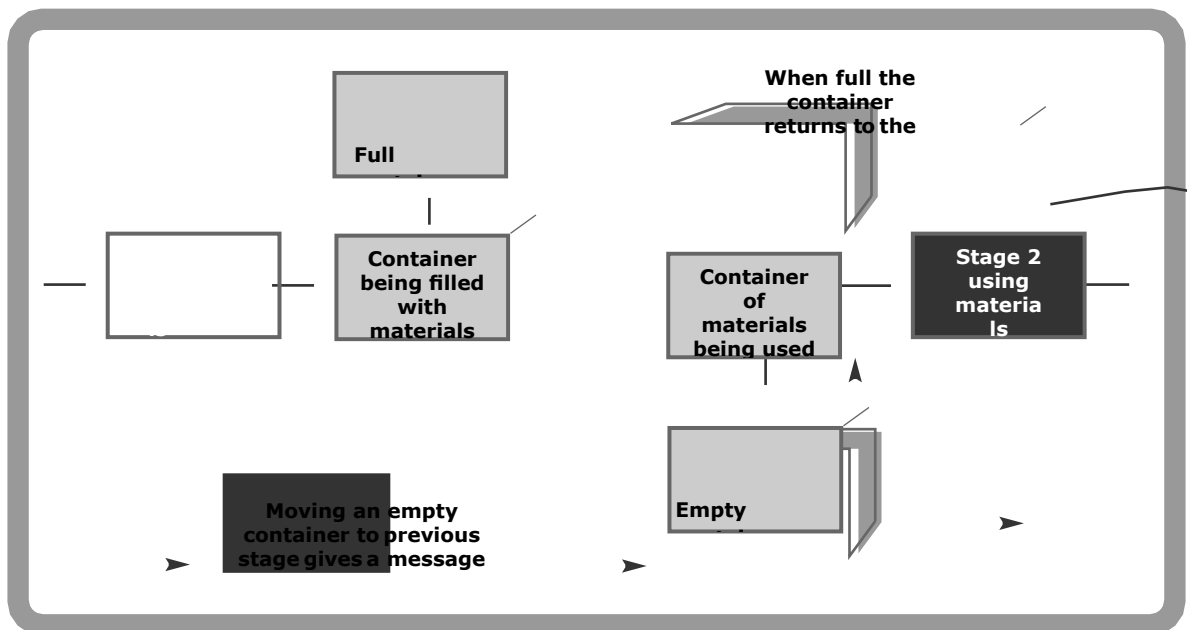 When full the
container
returns to the
Full
Container
being filled
with
materials
Container
of
materials
being used
Stage 2
using
materia
ls
Empty
Moving an empty
container to previous
stage gives a message